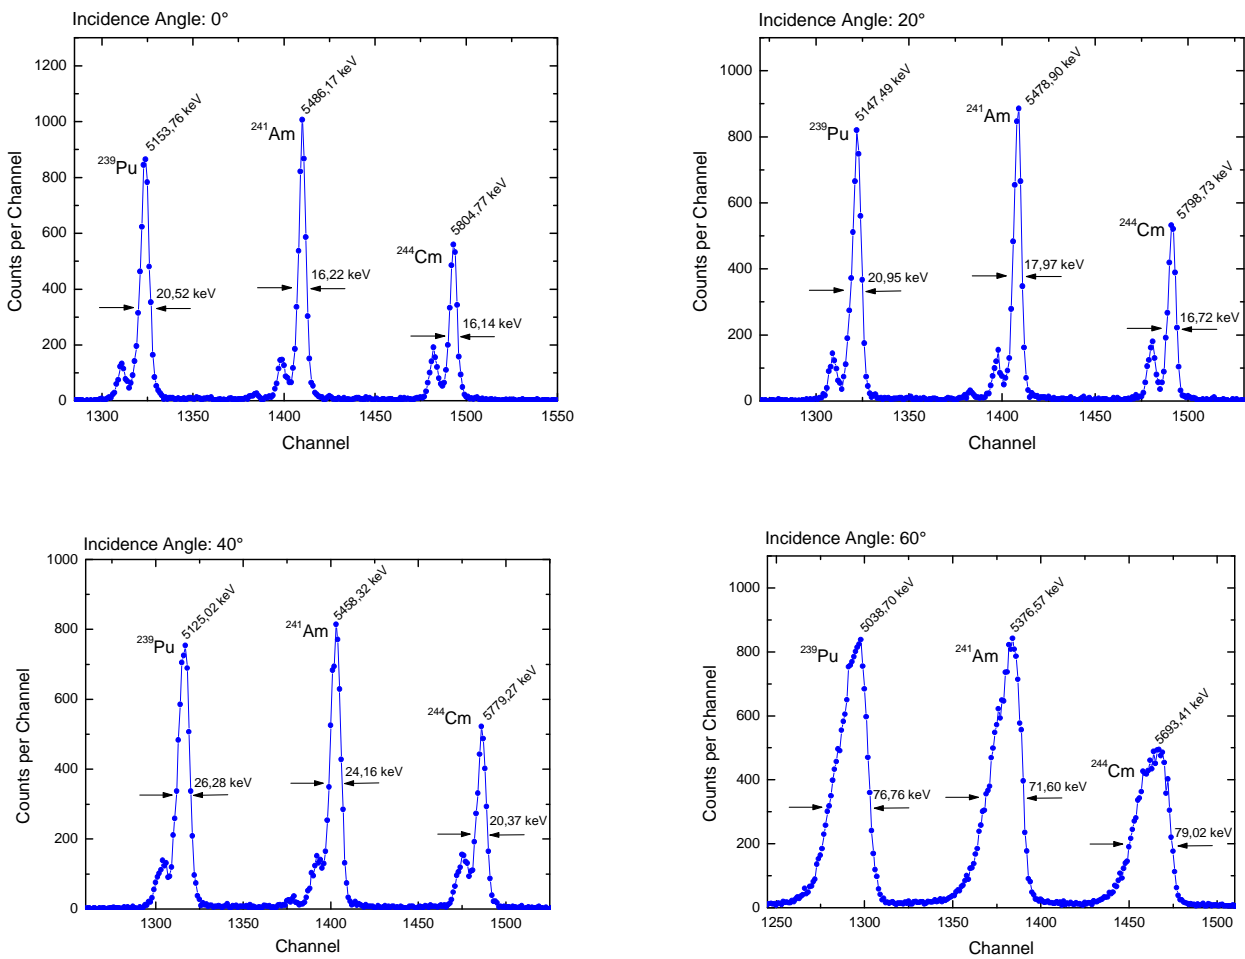 Incidence Angle: 0°
1200
1000
800
600
400
200
0
Counts per Channel
²³⁹Pu
5153,76 keV
20,52 keV
²⁴¹Am
5486,17 keV
16,22 keV
²⁴⁴Cm
5804,77 keV
16,14 keV
1300 1350 1400 1450 1500 1550
Channel
Incidence Angle: 20°
1000
800
600
400
200
0
Counts per Channel
²³⁹Pu
5147,49 keV
20,95 keV
²⁴¹Am
5478,90 keV
17,97 keV
²⁴⁴Cm
5798,73 keV
16,72 keV
1300 1350 1400 1450 1500
Channel
Incidence Angle: 40°
1000
800
600
400
200
0
Counts per Channel
²³⁹Pu
5125,02 keV
26,28 keV
²⁴¹Am
5458,32 keV
24,16 keV
²⁴⁴Cm
5779,27 keV
20,37 keV
1300 1350 1400 1450 1500
Channel
Incidence Angle: 60°
1000
800
600
400
200
0
Counts per Channel
²³⁹Pu
5038,70 keV
76,76 keV
²⁴¹Am
5376,57 keV
71,60 keV
²⁴⁴Cm
5693,41 keV
79,02 keV
1250 1300 1350 1400 1450 1500
Channel